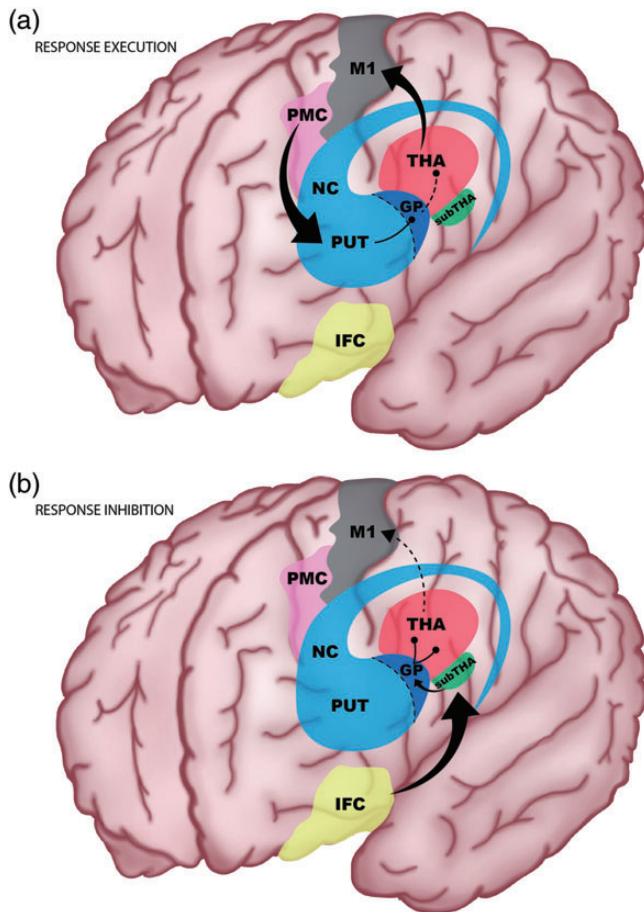 (a)
RESPONSE EXECUTION
M1
PMC
THA
NC
GP
subTHA
PUT
IFC
(b)
RESPONSE INHIBITION
M1
PMC
THA
NC
GP
subTHA
PUT
IFC